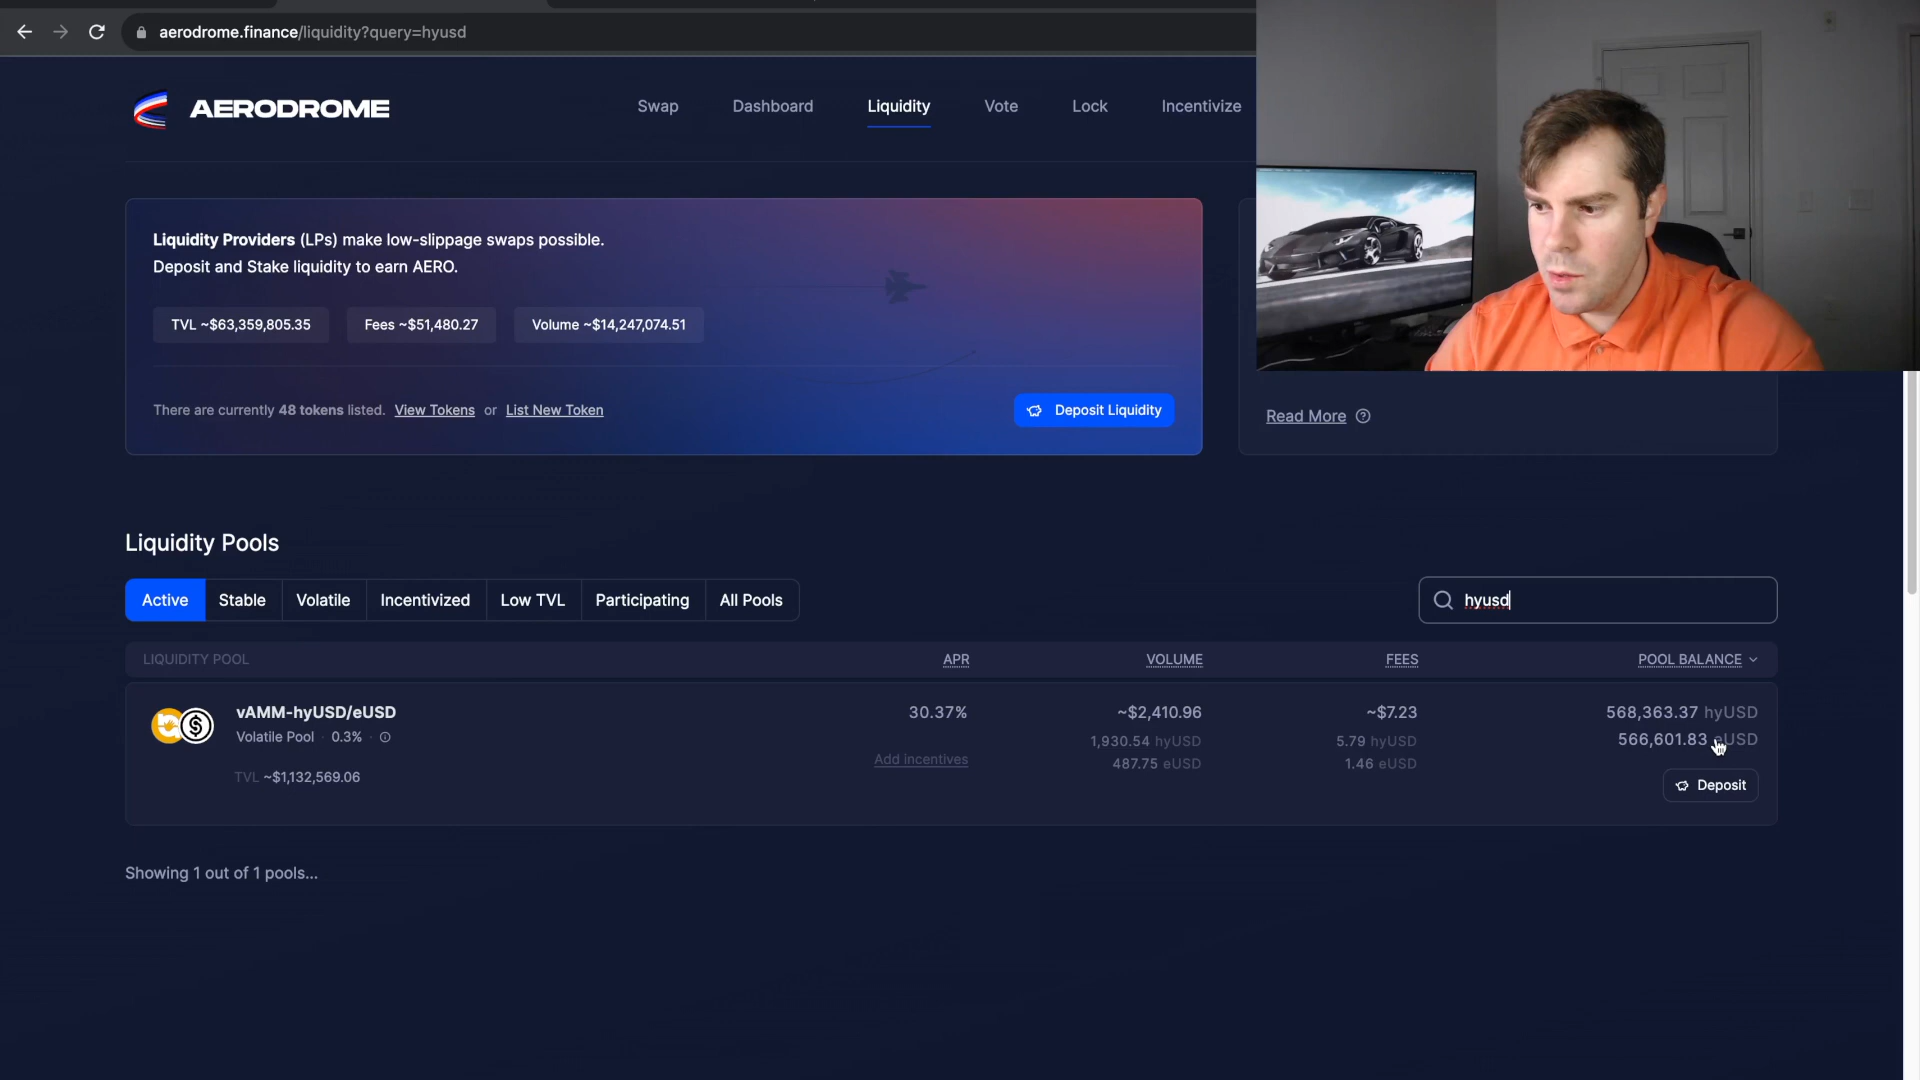 aerodrome.finance/liquidity?query=hyusd
AERODROME
Swap
Dashboard
Liquidity
Vote
Lock
Incentivize
Liquidity Providers (LPs) make low-slippage swaps possible.
Deposit and Stake liquidity to earn AERO.
TVL ~$63,359,805.35
Fees ~$51,480.27
Volume ~$14,247,074.51
There are currently 48 tokens listed. View Tokens or List New Token
Deposit Liquidity
Read More
Liquidity Pools
Active
Stable
Volatile
Incentivized
Low TVL
Participating
All Pools
hyusd
LIQUIDITY POOL
APR
VOLUME
FEES
POOL BALANCE
vAMM-hyUSD/eUSD
30.37%
~$2,410.96
~$7.23
568,363.37 hyUSD
Volatile Pool · 0.3% ·
1,930.54 hyUSD
5.79 hyUSD
566,601.83 eUSD
Add incentives
487.75 eUSD
1.46 eUSD
TVL ~$1,132,569.06
Deposit
Showing 1 out of 1 pools...